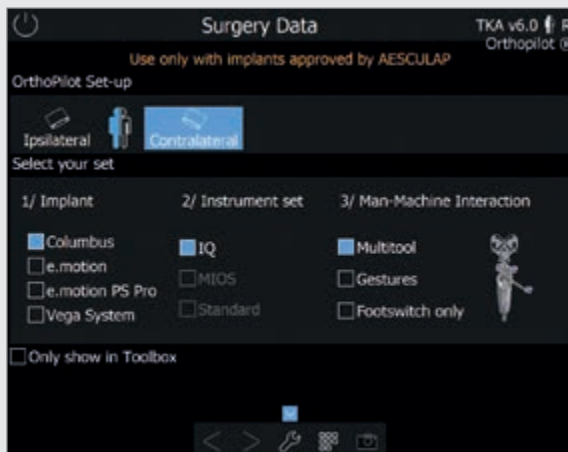 Surgery Data
TKA v6.0 R
Orthopilot ®
Use only with implants approved by AESCULAP
OrthoPilot Set-up
Ipsilateral
Contralateral
Select your set
1/ Implant
2/ Instrument set
3/ Man-Machine Interaction
Columbus
IQ
Multitool
e.motion
MIOS
Gestures
e.motion PS Pro
Standard
Footswitch only
Vega System
Only show in Toolbox